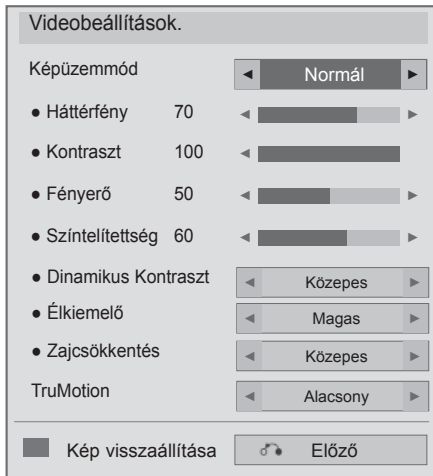 Videobeállítások.
Képüzemmód ◄ Normál ►
● Háttérfény 70 ◄ ►
● Kontraszt 100 ◄
● Fényerő 50 ◄ ►
● Színtelítettség 60 ◄ ►
● Dinamikus Kontraszt ◄ Közepes ►
● Élkiemelő ◄ Magas ►
● Zajcsökkentés ◄ Közepes ►
TruMotion ◄ Alacsony ►
Kép visszaállítása Előző